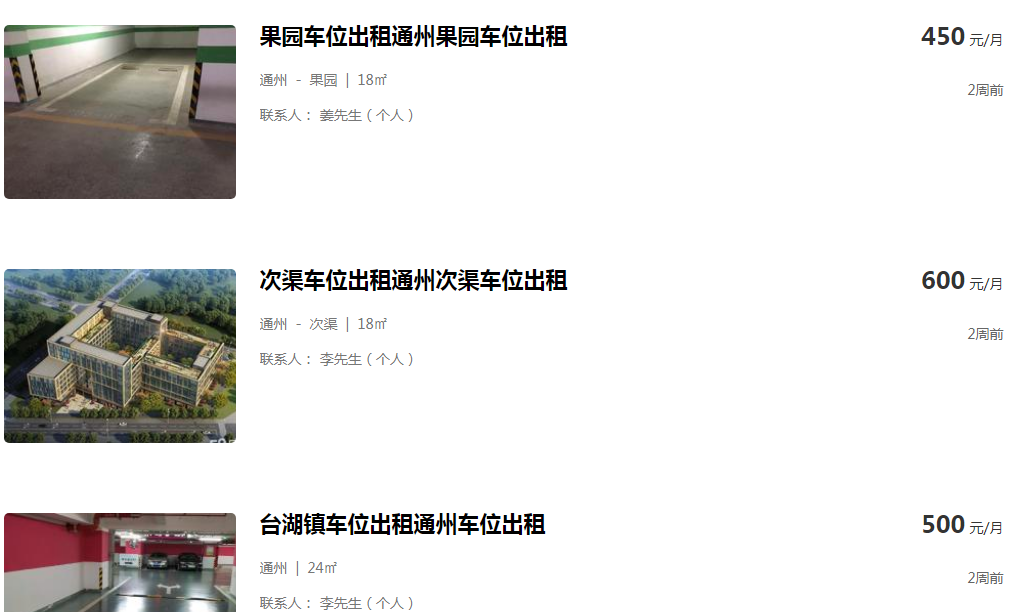 果园车位出租通州果园车位出租
450 元/月
通州 - 果园 | 18㎡
2周前
联系人： 姜先生（个人）
次渠车位出租通州次渠车位出租
600 元/月
通州 - 次渠 | 18㎡
2周前
联系人： 李先生（个人）
台湖镇车位出租通州车位出租
500 元/月
通州 | 24㎡
2周前
联系人： 李先生（个人）